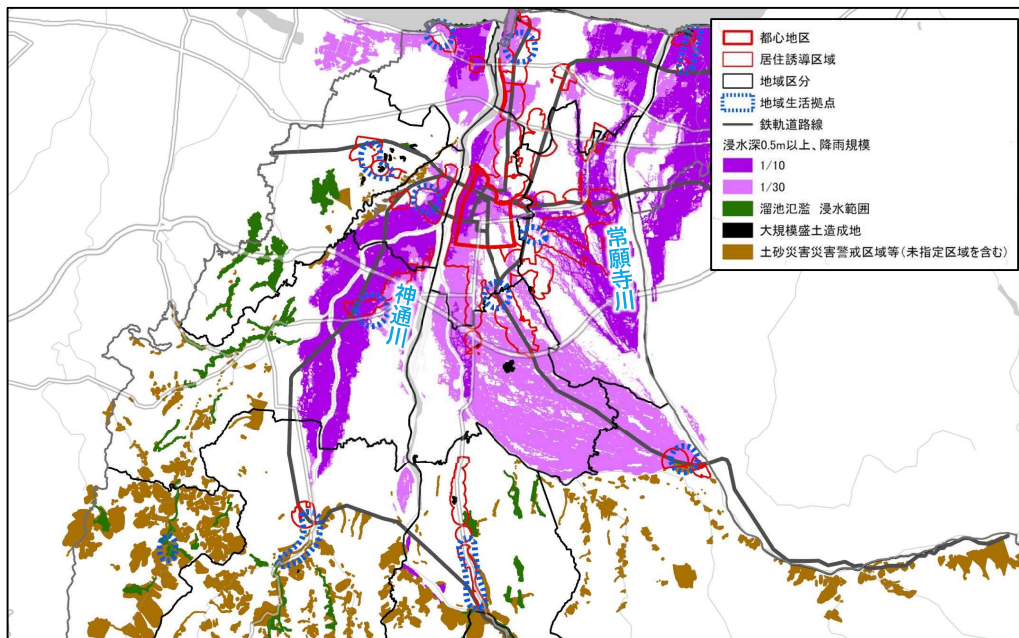 都心地区
居住誘導区域
地域区分
地域生活拠点
鉄軌道路線
浸水深0.5m以上、降雨規模
1/10
1/30
溜池氾濫 浸水範囲
大規模盛土造成地
土砂災害災害警戒区域等(未指定区域を含む)
常願寺川
神通川